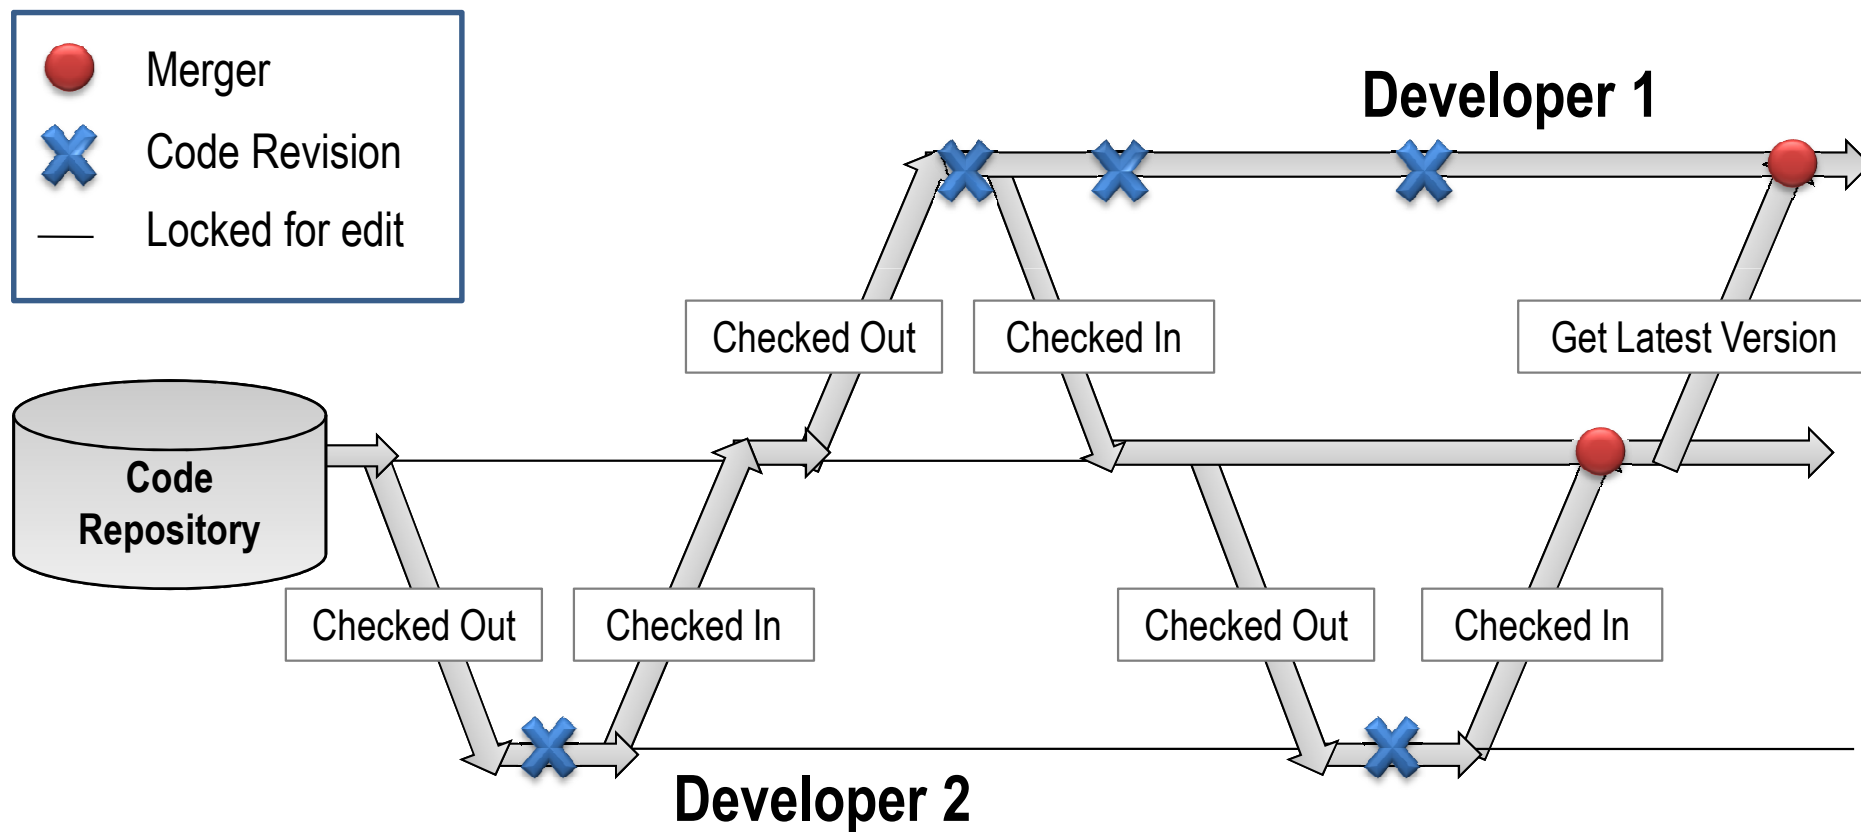 Merger
Code Revision
Locked for edit
Developer 1
Checked Out
Checked In
Get Latest Version
Code
Repository
Checked Out
Checked In
Checked Out
Checked In
Developer 2